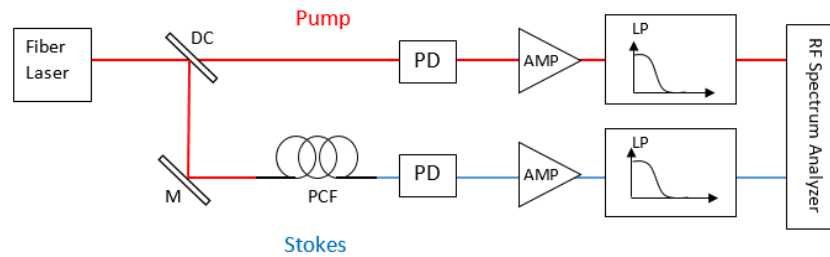 Pump
Fiber
Laser
DC
PD
AMP
LP
RF Spectrum Analyzer
M
PCF
PD
AMP
LP
Stokes